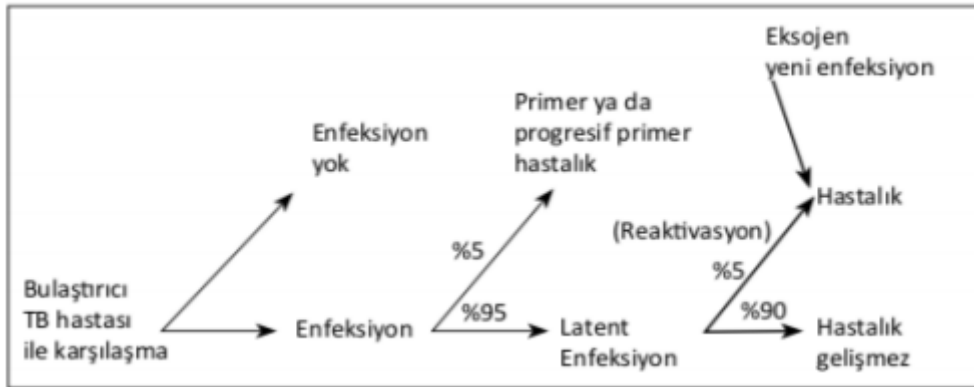 Bulaştırıcı
TB hastası
ile karşılaşma
Enfeksiyon
yok
Enfeksiyon
%5
%95
Primer ya da
progresif primer
hastalık
Latent
Enfeksiyon
(Reaktivasyon)
%5
%90
Eksojen
yeni enfeksiyon
Hastalık
Hastalık
gelişmez